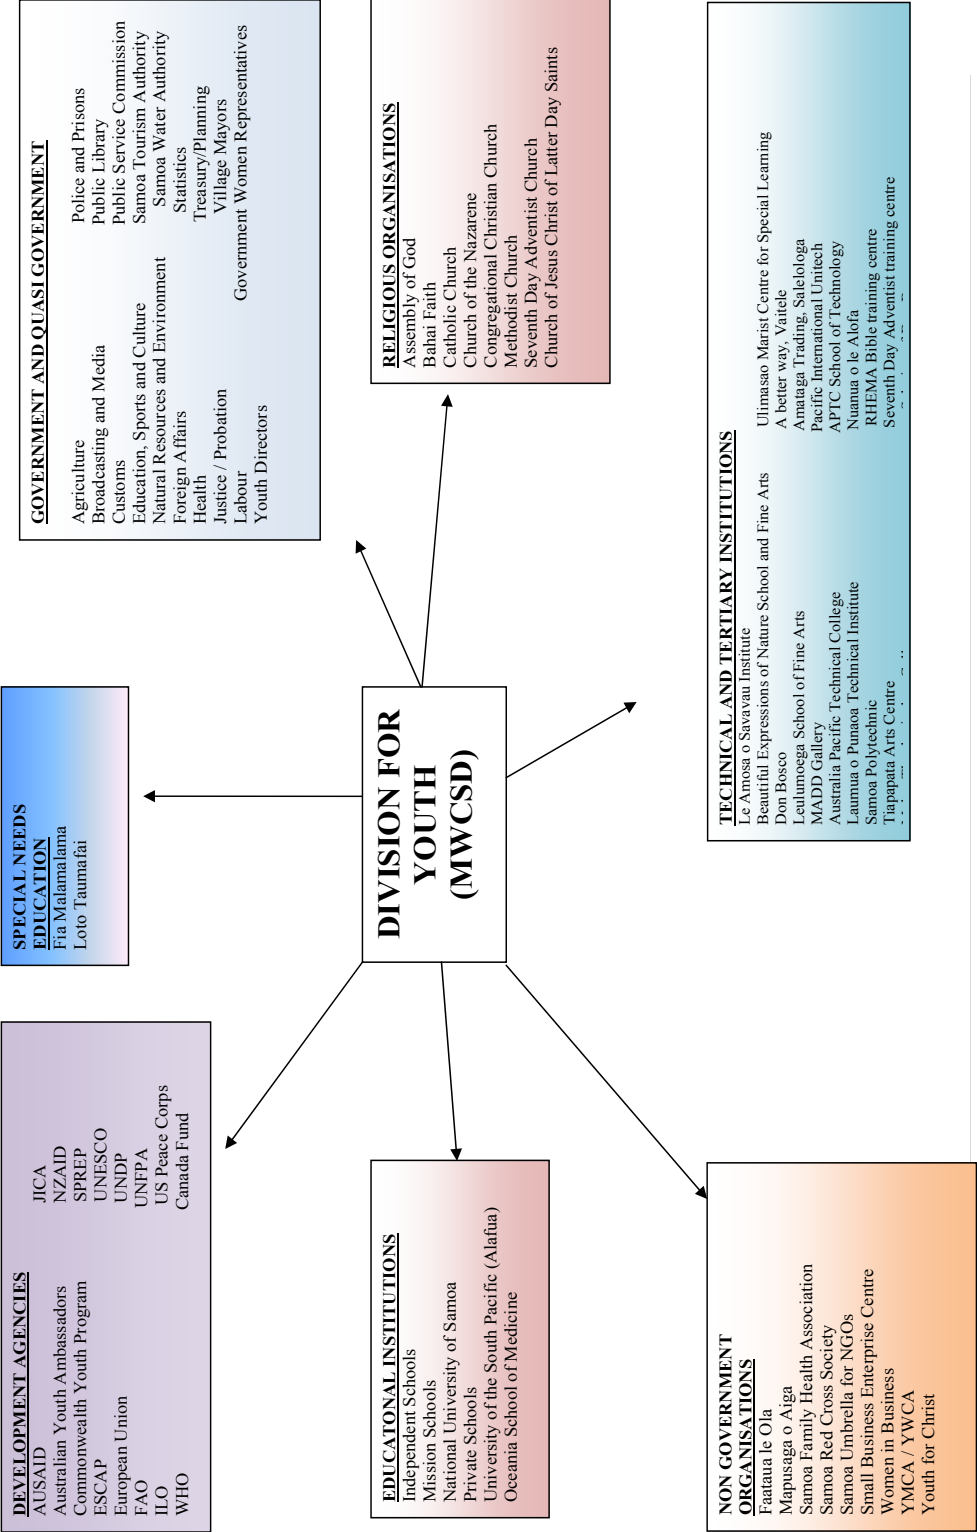 DEVELOPMENT AGENCIES
AUSAID
Australian Youth Ambassadors
Commonwealth Youth Program
ESCAP
European Union
FAO
ILO
WHO
JICA
NZAID
SPREP
UNESCO
UNDP
UNFPA
US Peace Corps
Canada Fund
SPECIAL NEEDS
EDUCATION
Fia Malamalama
Loto Taumafai
GOVERNMENT AND QUASI GOVERNMENT
Agriculture
Broadcasting and Media
Customs
Education, Sports and Culture
Natural Resources and Environment
Foreign Affairs
Health
Justice / Probation
Labour
Youth Directors
Police and Prisons
Public Library
Public Service Commission
Samoa Tourism Authority
Samoa Water Authority
Statistics
Treasury/Planning
Village Mayors
Government Women Representatives
EDUCATIONAL INSTITUTIONS
Independent Schools
Mission Schools
National University of Samoa
Private Schools
University of the South Pacific (Alafua)
Oceania School of Medicine
DIVISION FOR
YOUTH
(MWCSD)
RELIGIOUS ORGANISATIONS
Assembly of God
Bahai Faith
Catholic Church
Church of the Nazarene
Congregational Christian Church
Methodist Church
Seventh Day Adventist Church
Church of Jesus Christ of Latter Day Saints
NON GOVERNMENT
ORGANISATIONS
Faataua le Ola
Mapusaga o Aiga
Samoa Family Health Association
Samoa Red Cross Society
Samoa Umbrella for NGOs
Small Business Enterprise Centre
Women in Business
YMCA / YWCA
Youth for Christ
TECHNICAL AND TERTIARY INSTITUTIONS
Le Amosa o Savavau Institute
Beautiful Expressions of Nature School and Fine Arts
Don Bosco
Leulumoega School of Fine Arts
MADD Gallery
Australia Pacific Technical College
Laumua o Punaoa Technical Institute
Samoa Polytechnic
Tiapapata Arts Centre
Ulimasao Marist Centre for Special Learning
A better way, Vaitele
Amataga Trading, Salelologa
Pacific International Unitech
APTC School of Technology
Nuanua o le Alofa
RHEMA Bible training centre
Seventh Day Adventist training centre